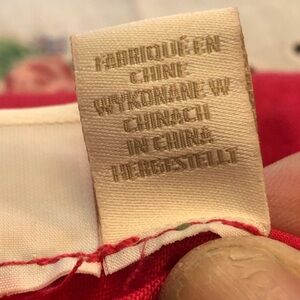 FABRIQUÉ EN
CHINE
WYKONANE W
CHINACH
IN CHINA
HERGESTELLT